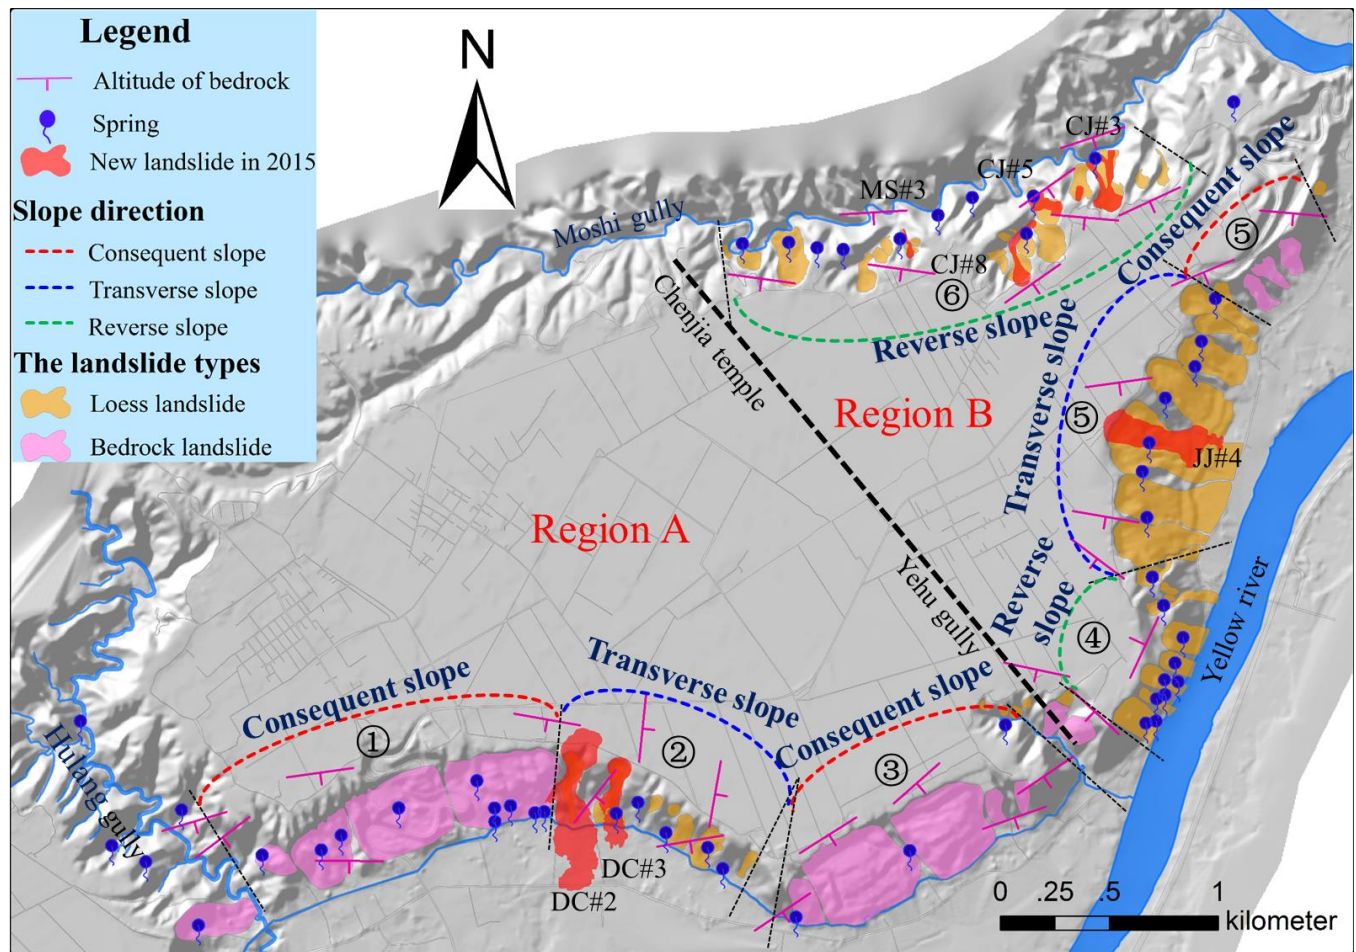 Legend
Altitude of bedrock
Spring
New landslide in 2015
Slope direction
Consequent slope
Transverse slope
Reverse slope
The landslide types
Loess landslide
Bedrock landslide
N
CJ#3
CJ#5
MS#3
Moshi gully
CJ#8
⑥
Reverse slope
Consequent slope
⑤
Chenjia temple
Region B
Transverse slope
⑤
JJ#4
Region A
Yehu gully
Reverse
slope
④
Yellow river
Hulang gully
Consequent slope
①
Transverse slope
②
Consequent slope
③
DC#3
DC#2
0 .25 .5 1
kilometer